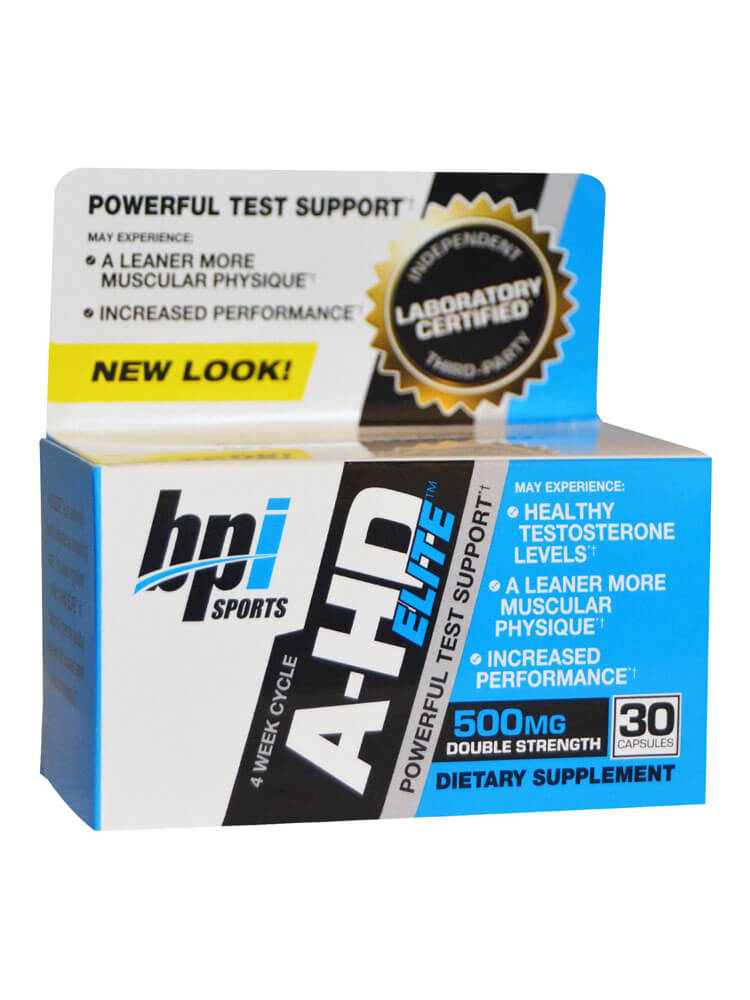 POWERFUL TEST SUPPORT*†
MAY EXPERIENCE:
A LEANER MORE
MUSCULAR PHYSIQUE*†
INCREASED PERFORMANCE*†
NEW LOOK!
INDEPENDENT
LABORATORY
CERTIFIED*
THIRD-PARTY
bpi
SPORTS
4 WEEK CYCLE
A-HD
ELITE™
POWERFUL TEST SUPPORT*†
MAY EXPERIENCE:
HEALTHY
TESTOSTERONE
LEVELS*†
A LEANER MORE
MUSCULAR
PHYSIQUE*†
INCREASED
PERFORMANCE*†
500MG
DOUBLE STRENGTH
30
CAPSULES
DIETARY SUPPLEMENT